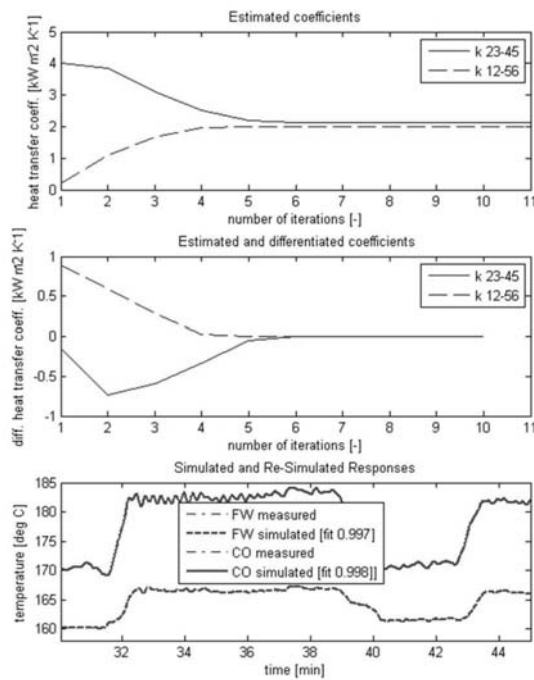 Estimated coefficients
heat transfer coeff. [kW m2 K^-1]
5
4
3
2
1
0
k 23-45
k 12-56
1 2 3 4 5 6 7 8 9 10 11
number of iterations [-]
Estimated and differentiated coefficients
diff. heat transfer coeff. [kW m2 K^-1]
1
0.5
0
-0.5
-1
k 23-45
k 12-56
1 2 3 4 5 6 7 8 9 10 11
number of iterations [-]
Simulated and Re-Simulated Responses
temperature [deg C]
185
180
175
170
165
160
FW measured
FW simulated [fit 0.997]
CO measured
CO simulated [fit 0.998]]
32 34 36 38 40 42 44
time [min]